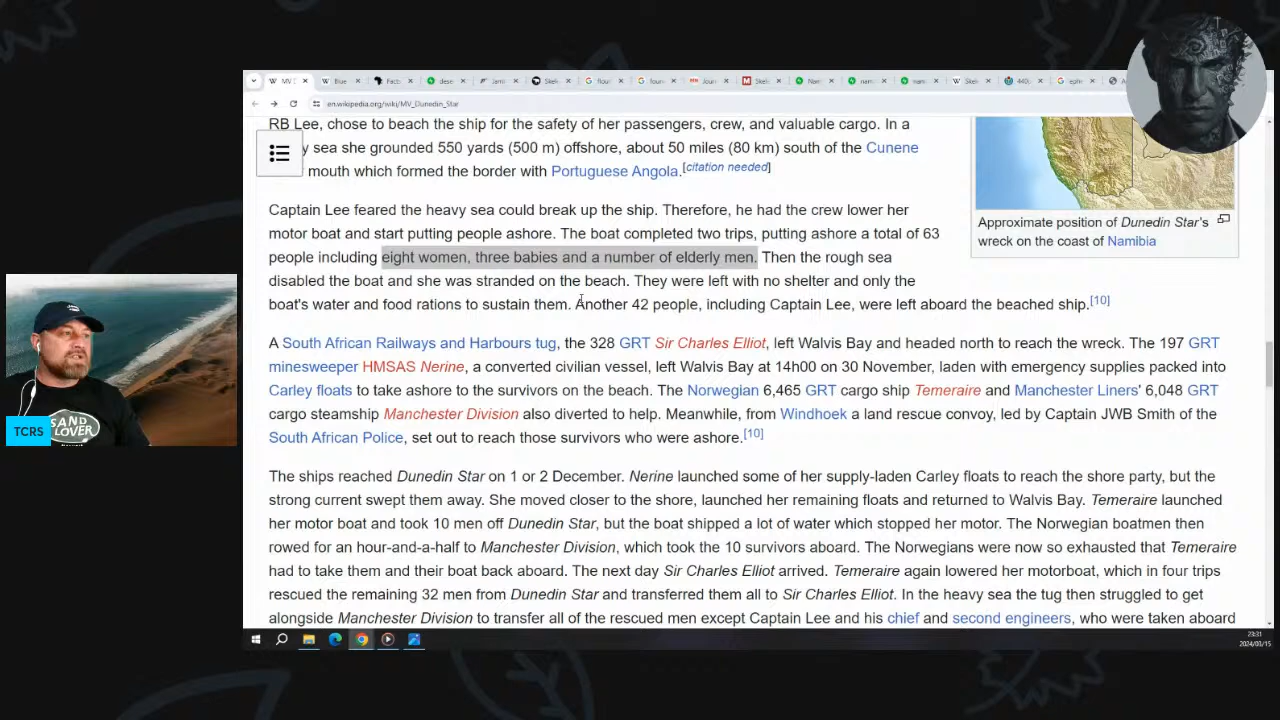 MV D
Blue
Facts
dese
Skele
flour
Skele
Nam
nam
nam
Skele
en.wikipedia.org/wiki/MV_Dunedin_Star
RB Lee, chose to beach the ship for the safety of her passengers, crew, and valuable cargo. In a
sea she grounded 550 yards (500 m) offshore, about 50 miles (80 km) south of the Cunene
mouth which formed the border with Portuguese Angola.[citation needed]
Captain Lee feared the heavy sea could break up the ship. Therefore, he had the crew lower her
motor boat and start putting people ashore. The boat completed two trips, putting ashore a total of 63
people including eight women, three babies and a number of elderly men. Then the rough sea
disabled the boat and she was stranded on the beach. They were left with no shelter and only the
boat's water and food rations to sustain them. Another 42 people, including Captain Lee, were left aboard the beached ship.[10]
Approximate position of Dunedin Star's
wreck on the coast of Namibia
A South African Railways and Harbours tug, the 328 GRT Sir Charles Elliot, left Walvis Bay and headed north to reach the wreck. The 197 GRT
minesweeper HMSAS Nerine, a converted civilian vessel, left Walvis Bay at 14h00 on 30 November, laden with emergency supplies packed into
Carley floats to take ashore to the survivors on the beach. The Norwegian 6,465 GRT cargo ship Temeraire and Manchester Liners' 6,048 GRT
cargo steamship Manchester Division also diverted to help. Meanwhile, from Windhoek a land rescue convoy, led by Captain JWB Smith of the
South African Police, set out to reach those survivors who were ashore.[10]
The ships reached Dunedin Star on 1 or 2 December. Nerine launched some of her supply-laden Carley floats to reach the shore party, but the
strong current swept them away. She moved closer to the shore, launched her remaining floats and returned to Walvis Bay. Temeraire launched
her motor boat and took 10 men off Dunedin Star, but the boat shipped a lot of water which stopped her motor. The Norwegian boatmen then
rowed for an hour-and-a-half to Manchester Division, which took the 10 survivors aboard. The Norwegians were now so exhausted that Temeraire
had to take them and their boat back aboard. The next day Sir Charles Elliot arrived. Temeraire again lowered her motorboat, which in four trips
rescued the remaining 32 men from Dunedin Star and transferred them all to Sir Charles Elliot. In the heavy sea the tug then struggled to get
alongside Manchester Division to transfer all of the rescued men except Captain Lee and his chief and second engineers, who were taken aboard
SAND
LOVER
TCRS
23:31
2024/03/15